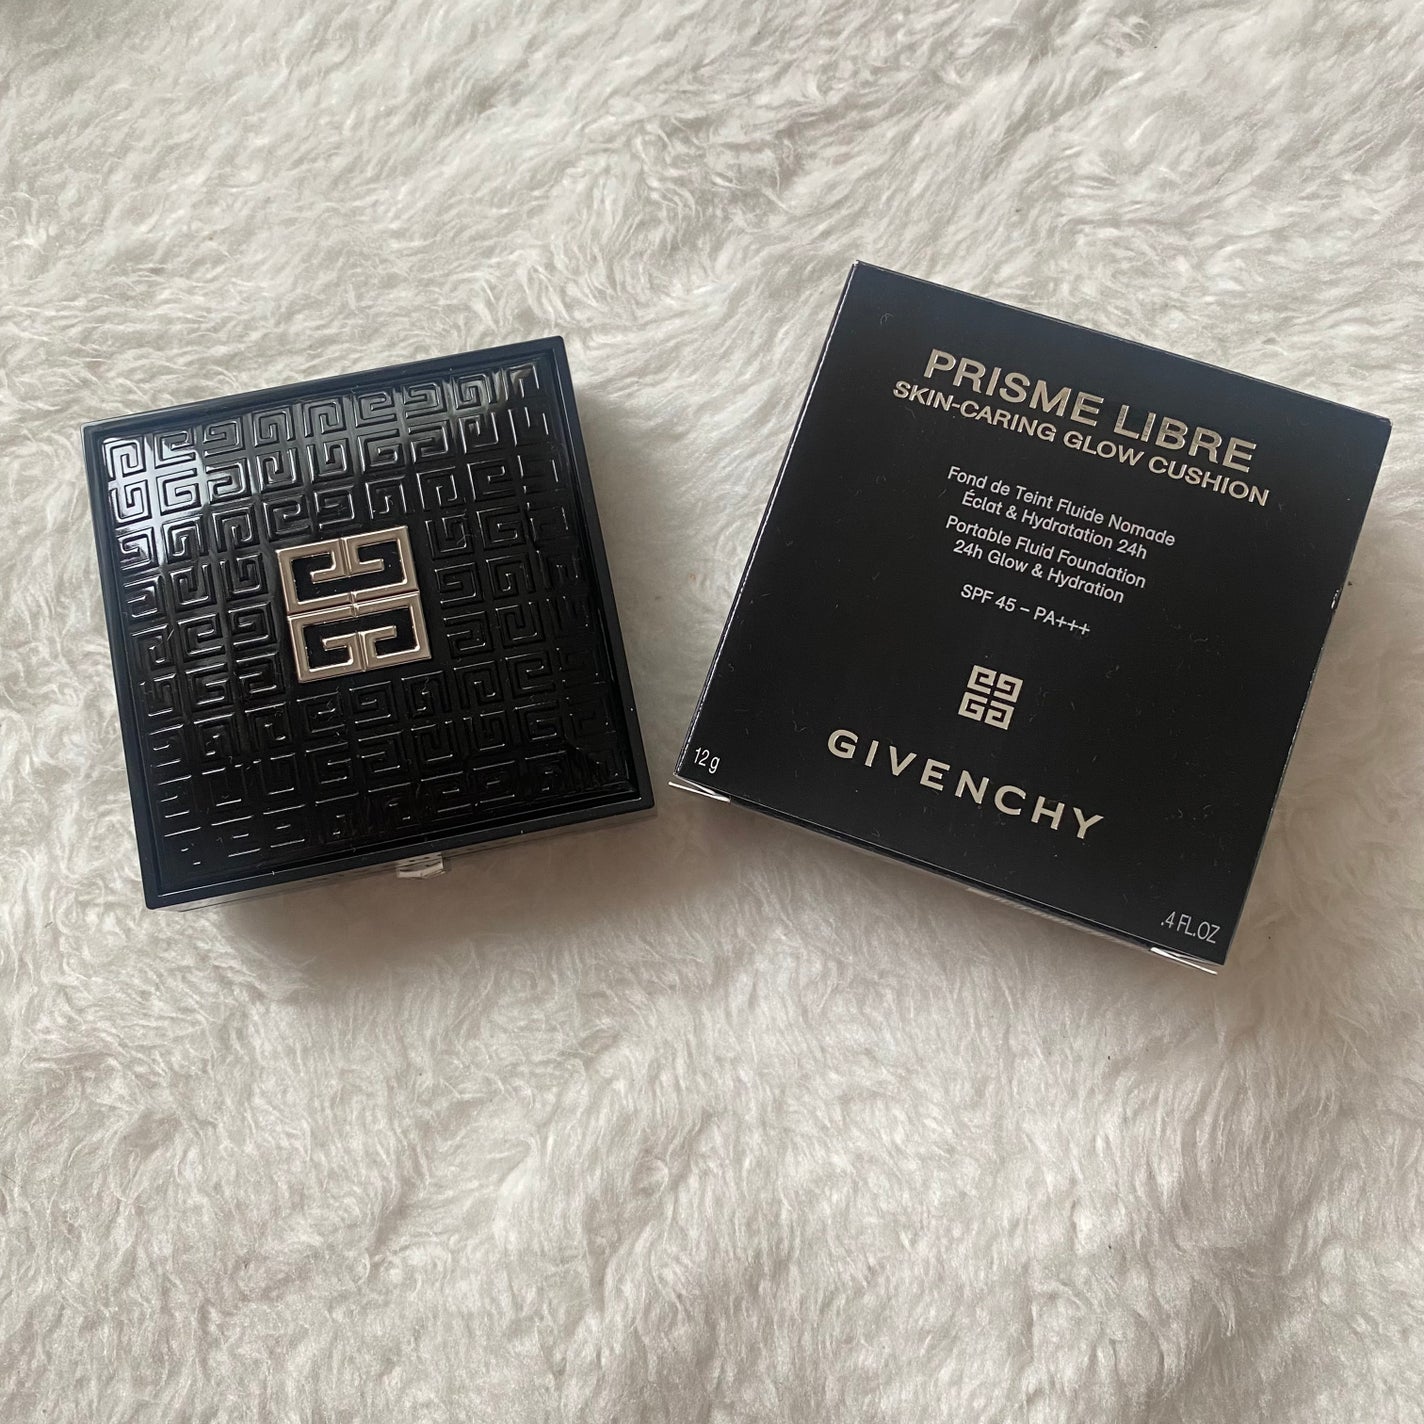 PRISME LIBRE
SKIN-CARING GLOW CUSHION
Fond de Teint Fluide Nomade
Éclat & Hydratation 24h
Portable Fluid Foundation
24h Glow & Hydration
SPF 45 – PA+++
GIVENCHY
12 g
.4 FL.OZ